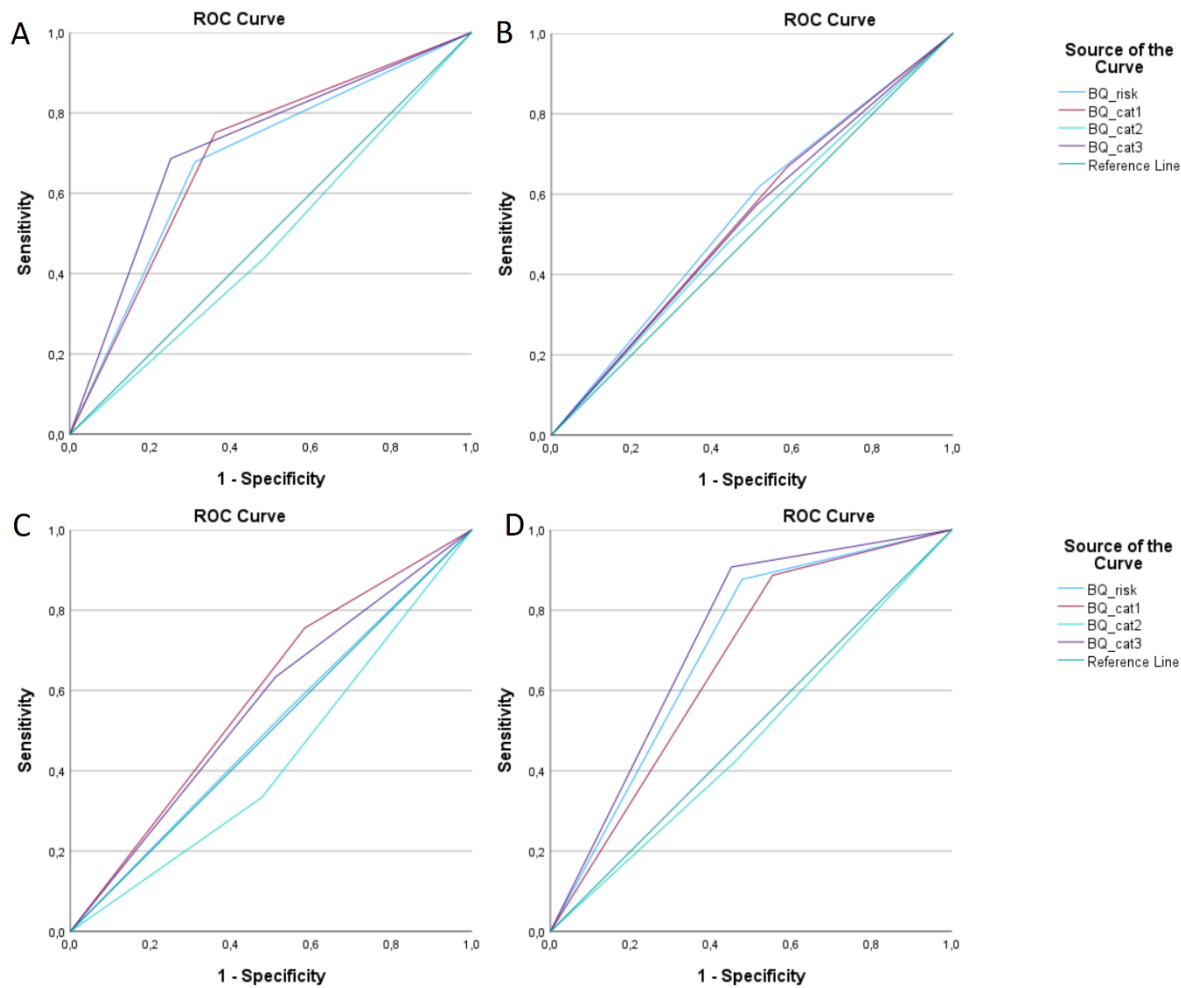 A
ROC Curve
1,0
0,8
0,6
0,4
0,2
0,0
Sensitivity
0,0 0,2 0,4 0,6 0,8 1,0
1 - Specificity
B
ROC Curve
1,0
0,8
0,6
0,4
0,2
0,0
Sensitivity
0,0 0,2 0,4 0,6 0,8 1,0
1 - Specificity
Source of the
Curve
BQ_risk
BQ_cat1
BQ_cat2
BQ_cat3
Reference Line
C
ROC Curve
1,0
0,8
0,6
0,4
0,2
0,0
Sensitivity
0,0 0,2 0,4 0,6 0,8 1,0
1 - Specificity
D
ROC Curve
1,0
0,8
0,6
0,4
0,2
0,0
Sensitivity
0,0 0,2 0,4 0,6 0,8 1,0
1 - Specificity
Source of the
Curve
BQ_risk
BQ_cat1
BQ_cat2
BQ_cat3
Reference Line